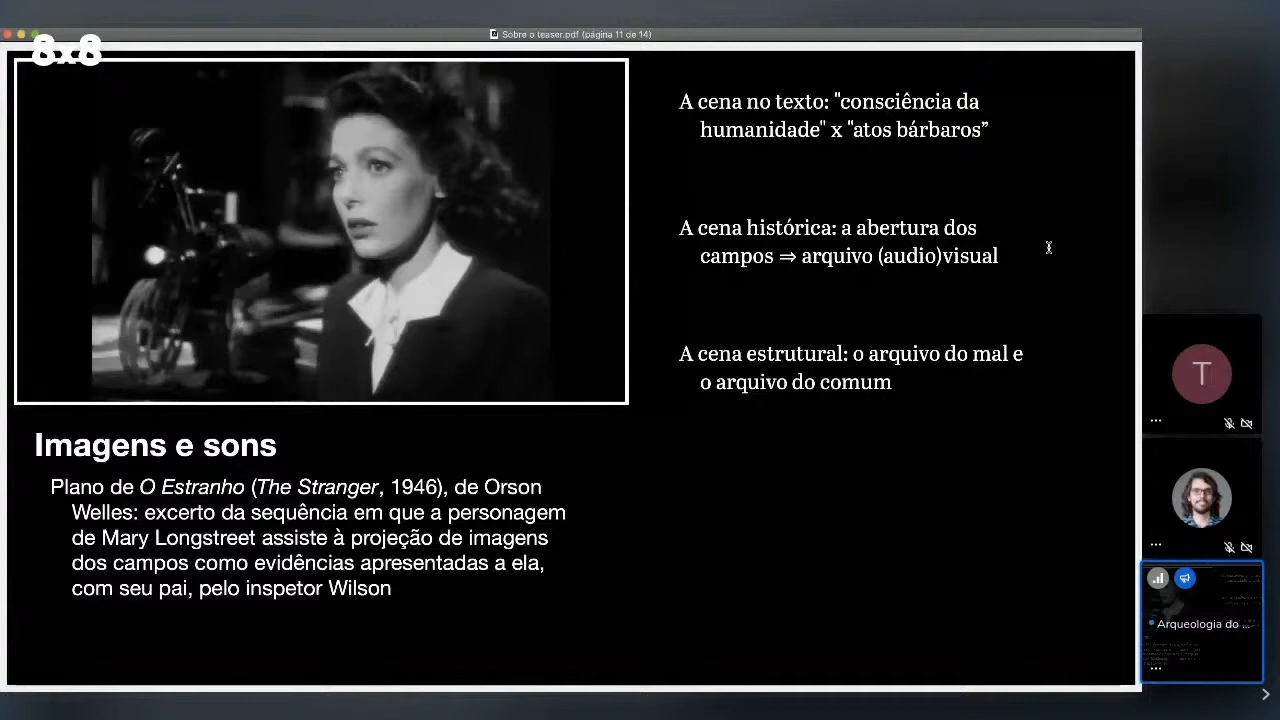 Sobre o teaser.pdf (página 11 de 14)
8x8
A cena no texto: "consciência da
humanidade" x "atos bárbaros”
A cena histórica: a abertura dos
campos ⇒ arquivo (audio)visual
A cena estrutural: o arquivo do mal e
o arquivo do comum
Imagens e sons
Plano de O Estranho (The Stranger, 1946), de Orson
Welles: excerto da sequência em que a personagem
de Mary Longstreet assiste à projeção de imagens
dos campos como evidências apresentadas a ela,
com seu pai, pelo inspetor Wilson
T
Arqueologia do ...